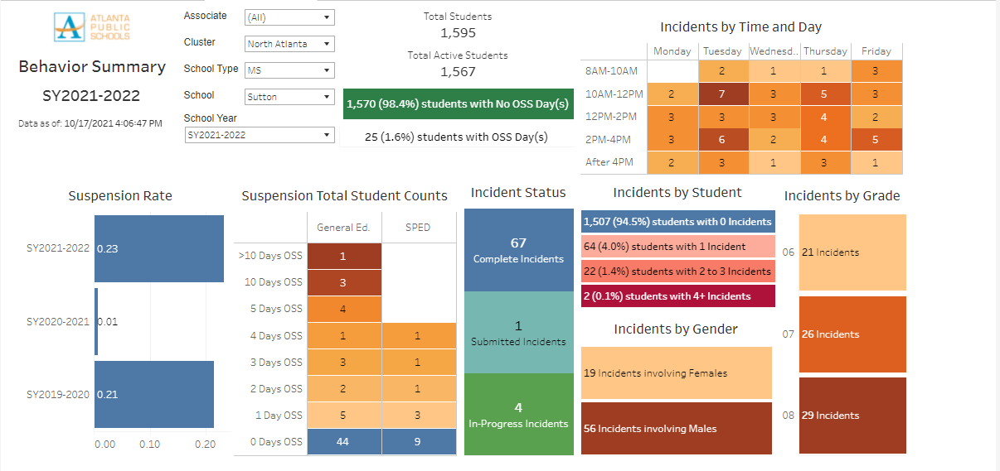 ATLANTA
PUBLIC
SCHOOLS
Behavior Summary
SY2021-2022
Data as of: 10/17/2021 4:06:47 PM
Associate (All)
Cluster North Atlanta
School Type MS
School Sutton
School Year
SY2021-2022
Total Students
1,595
Total Active Students
1,567
1,570 (98.4%) students with No OSS Day(s)
25 (1.6%) students with OSS Day(s)
Incidents by Time and Day
Monday Tuesday Wednesd.. Thursday Friday
8AM-10AM 2 1 1 3
10AM-12PM 2 7 3 5 3
12PM-2PM 3 3 3 4 2
2PM-4PM 3 6 2 4 5
After 4PM 2 3 1 3 1
Suspension Rate
SY2021-2022 0.23
SY2020-2021 0.01
SY2019-2020 0.21
0.00 0.10 0.20
Suspension Total Student Counts
General Ed. SPED
>10 Days OSS 1
10 Days OSS 3
5 Days OSS 4
4 Days OSS 1 1
3 Days OSS 3 1
2 Days OSS 2 1
1 Day OSS 5 3
0 Days OSS 44 9
Incident Status
67
Complete Incidents
1
Submitted Incidents
4
In-Progress Incidents
Incidents by Student
1,507 (94.5%) students with 0 Incidents
64 (4.0%) students with 1 Incident
22 (1.4%) students with 2 to 3 Incidents
2 (0.1%) students with 4+ Incidents
Incidents by Gender
19 Incidents involving Females
56 Incidents involving Males
Incidents by Grade
06 21 Incidents
07 26 Incidents
08 29 Incidents